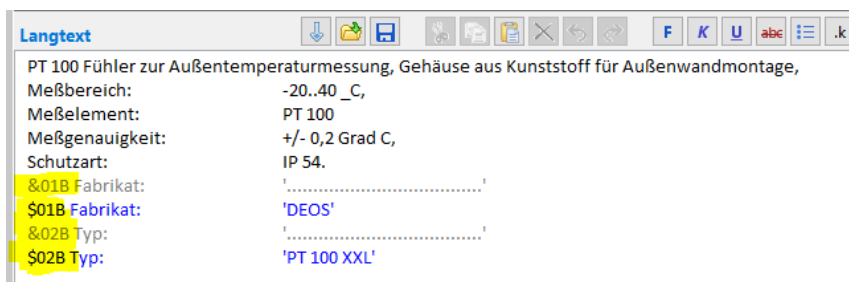 Langtext F K U abc .k
PT 100 Fühler zur Außentemperaturmessung, Gehäuse aus Kunststoff für Außenwandmontage,
Meßbereich: -20..40 _C,
Meßelement: PT 100
Meßgenauigkeit: +/- 0,2 Grad C,
Schutzart: IP 54.
&01B Fabrikat: '.....................................'
$01B Fabrikat: 'DEOS'
&02B Typ: '.....................................'
$02B Typ: 'PT 100 XXL'